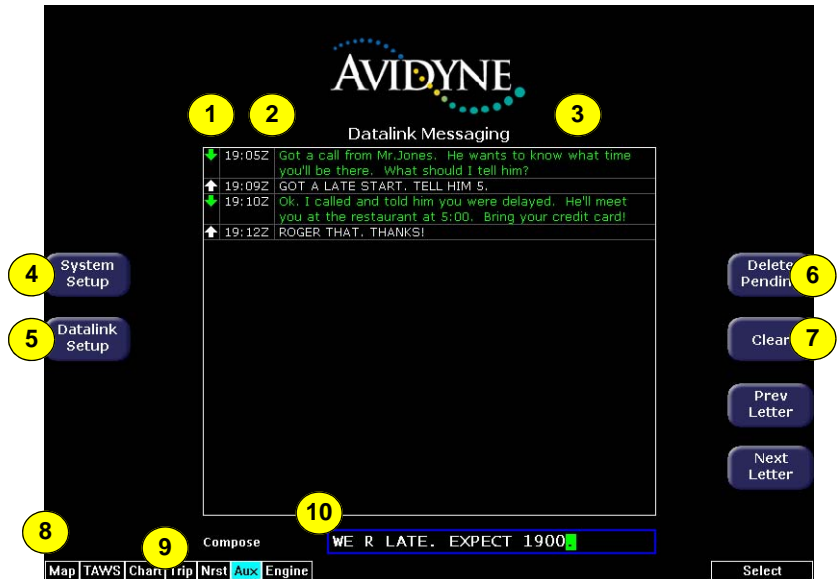 AVIDYNE
1 2 3
Datalink Messaging
19:05Z Got a call from Mr.Jones. He wants to know what time
you'll be there. What should I tell him?
19:09Z GOT A LATE START. TELL HIM 5.
19:10Z Ok. I called and told him you were delayed. He'll meet
you at the restaurant at 5:00. Bring your credit card!
19:12Z ROGER THAT. THANKS!
4 System
Setup
5 Datalink
Setup
Delete
Pending 6
Clear 7
Prev
Letter
Next
Letter
8 9 10
Compose WE R LATE. EXPECT 1900.
Map TAWS Chart Trip Nrst Aux Engine Select